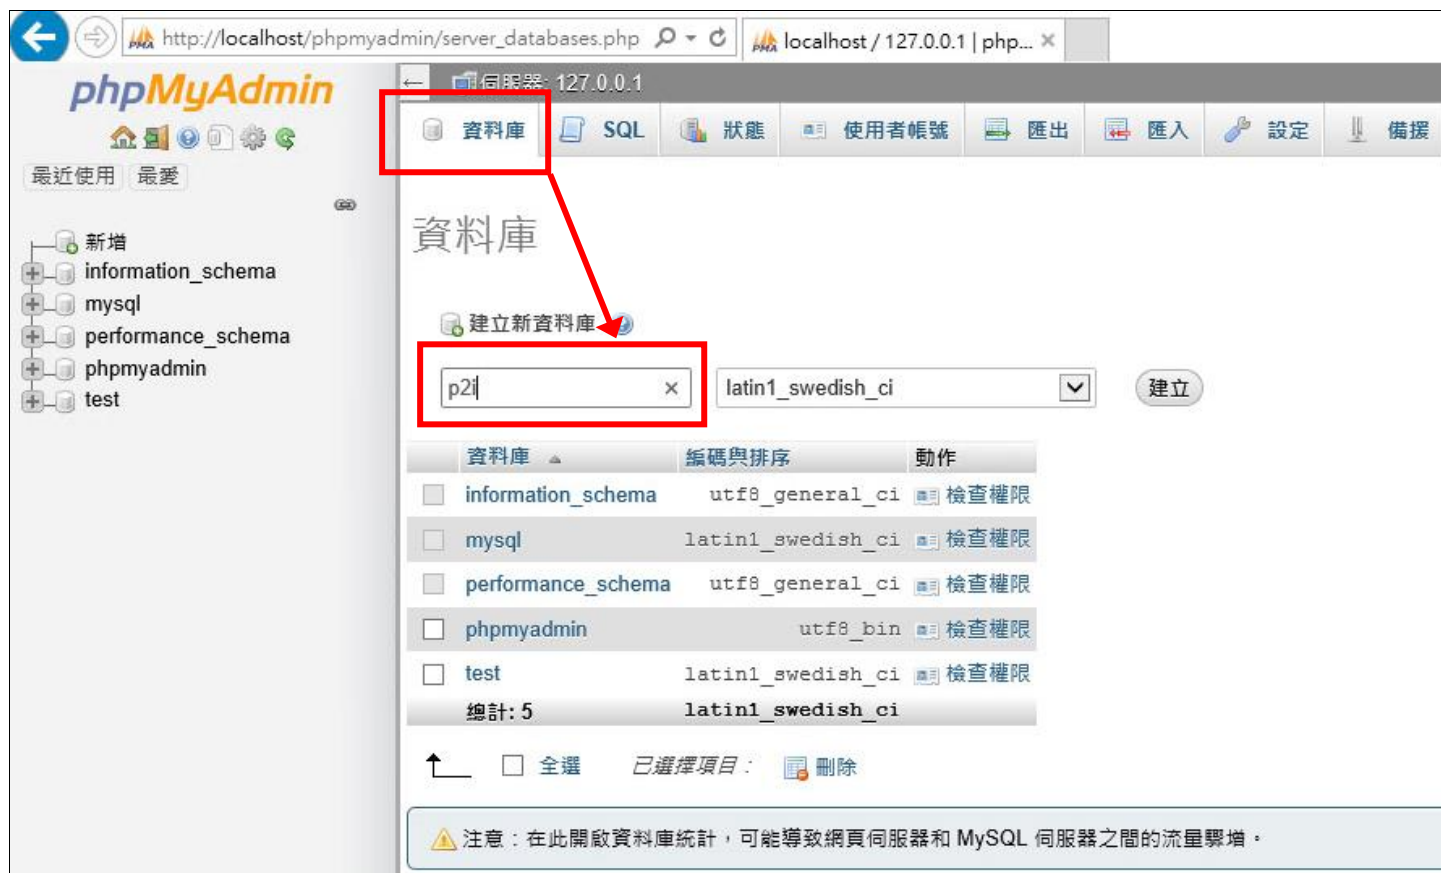 http://localhost/phpmyadmin/server_databases.php
localhost / 127.0.0.1 | php...
phpMyAdmin
最近使用 最愛
新增
information_schema
mysql
performance_schema
phpmyadmin
test
伺服器: 127.0.0.1
資料庫 SQL 狀態 使用者帳號 匯出 匯入 設定 備援
資料庫
建立新資料庫
p2i × latin1_swedish_ci 建立
資料庫 編碼與排序 動作
information_schema utf8_general_ci 檢查權限
mysql latin1_swedish_ci 檢查權限
performance_schema utf8_general_ci 檢查權限
phpmyadmin utf8_bin 檢查權限
test latin1_swedish_ci 檢查權限
總計: 5 latin1_swedish_ci
全選 已選擇項目： 刪除
注意：在此開啟資料庫統計，可能導致網頁伺服器和 MySQL 伺服器之間的流量驟增。